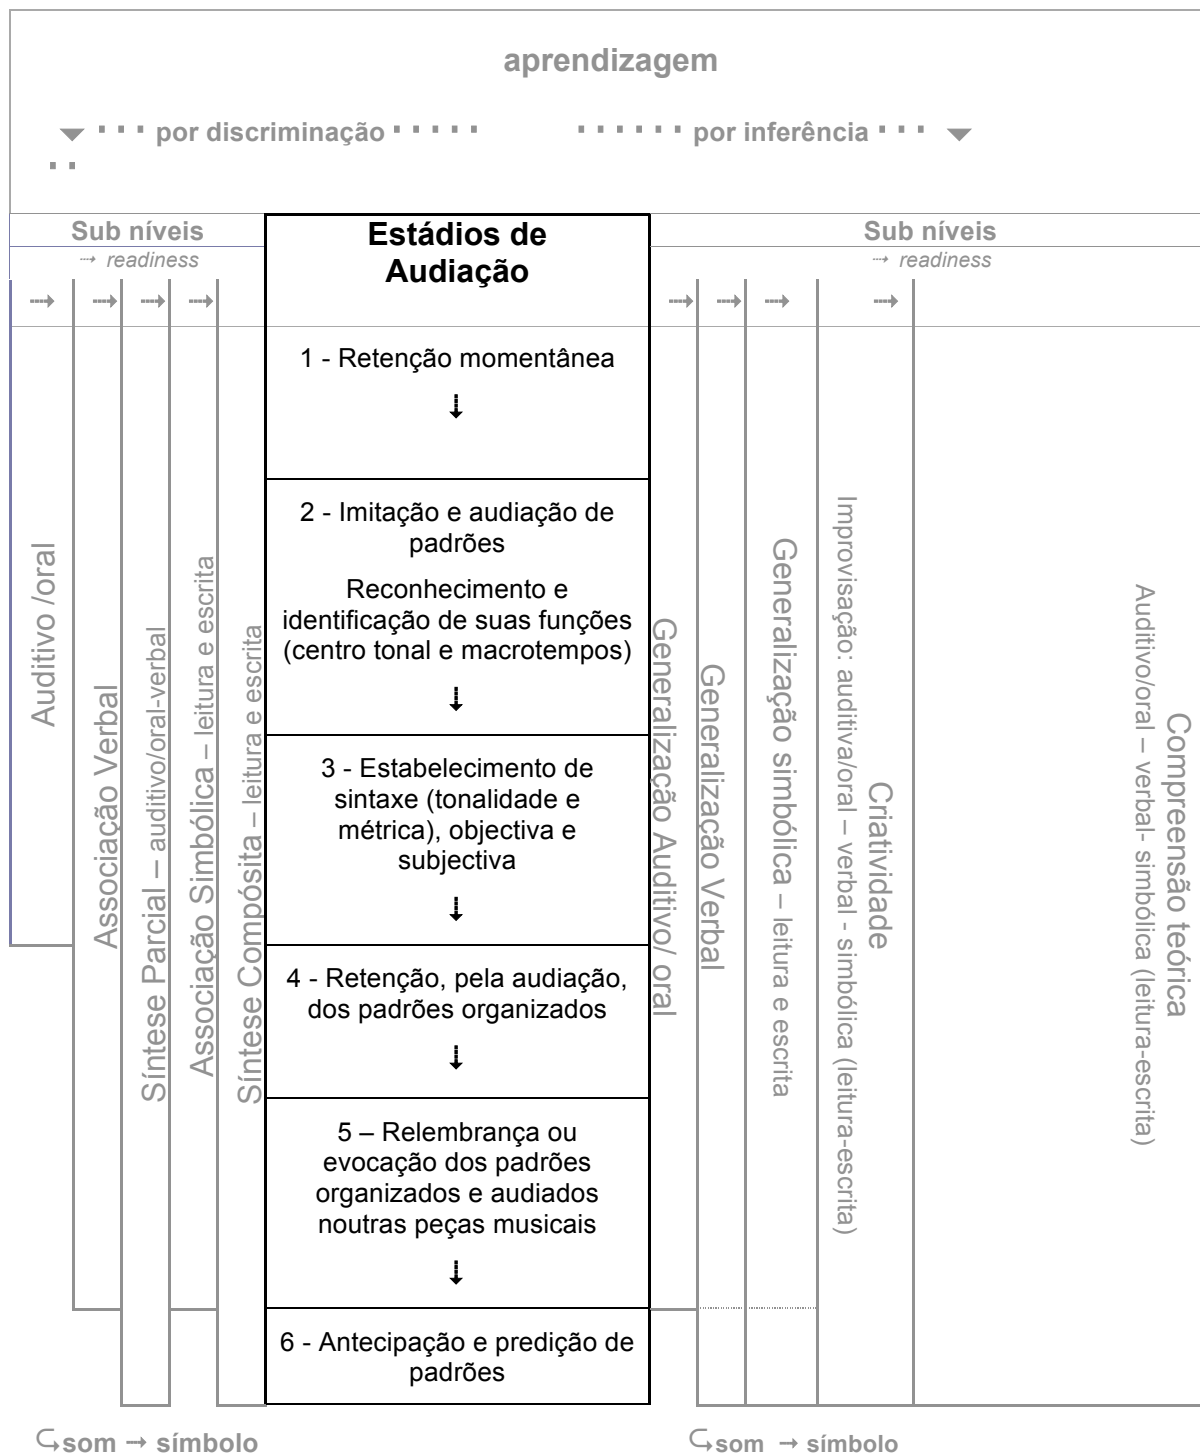 aprendizagem
por discriminação
por inferência
Sub níveis
readiness
Estádios de
Audiação
Sub níveis
readiness
Auditivo /oral
Associação Verbal
Síntese Parcial – auditivo/oral-verbal
Associação Simbólica – leitura e escrita
Síntese Compósita – leitura e escrita
1 - Retenção momentânea
2 - Imitação e audiação de
padrões
Reconhecimento e
identificação de suas funções
(centro tonal e macrotempos)
3 - Estabelecimento de
sintaxe (tonalidade e
métrica), objectiva e
subjectiva
4 - Retenção, pela audiação,
dos padrões organizados
5 – Relembrança ou
evocação dos padrões
organizados e audiados
noutras peças musicais
6 - Antecipação e predição de
padrões
Generalização Auditivo/ oral
Generalização Verbal
Generalização simbólica – leitura e escrita
Criatividade
Improvisação: auditiva/oral – verbal - simbólica (leitura-escrita)
Compreensão teórica
Auditivo/oral – verbal- simbólica (leitura-escrita)
som → símbolo
som → símbolo